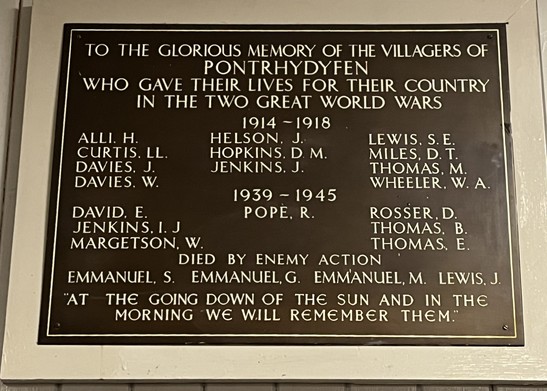 TO THE GLORIOUS MEMORY OF THE VILLAGERS OF
PONTRHYDYFEN
WHO GAVE THEIR LIVES FOR THEIR COUNTRY
IN THE TWO GREAT WORLD WARS
1914 ~ 1918
ALLI. H. HELSON, J. LEWIS, S. E.
CURTIS, LL. HOPKINS, D. M. MILES, D. T.
DAVIES, J. JENKINS, J. THOMAS, M.
DAVIES. W. WHEELER, W. A.
1939 ~ 1945
DAVID, E. POPE, R. ROSSER, D.
JENKINS, I. J THOMAS, B.
MARGETSON, W. THOMAS, E.
DIED BY ENEMY ACTION
EMMANUEL, S. EMMANUEL, G. EMMANUEL, M. LEWIS, J.
"AT THE GOING DOWN OF THE SUN AND IN THE
MORNING WE WILL REMEMBER THEM."